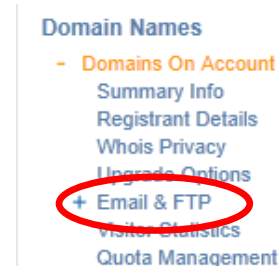 Domain Names
- Domains On Account
Summary Info
Registrant Details
Whois Privacy
Upgrade Options
+ Email & FTP
Visitor Statistics
Quota Management